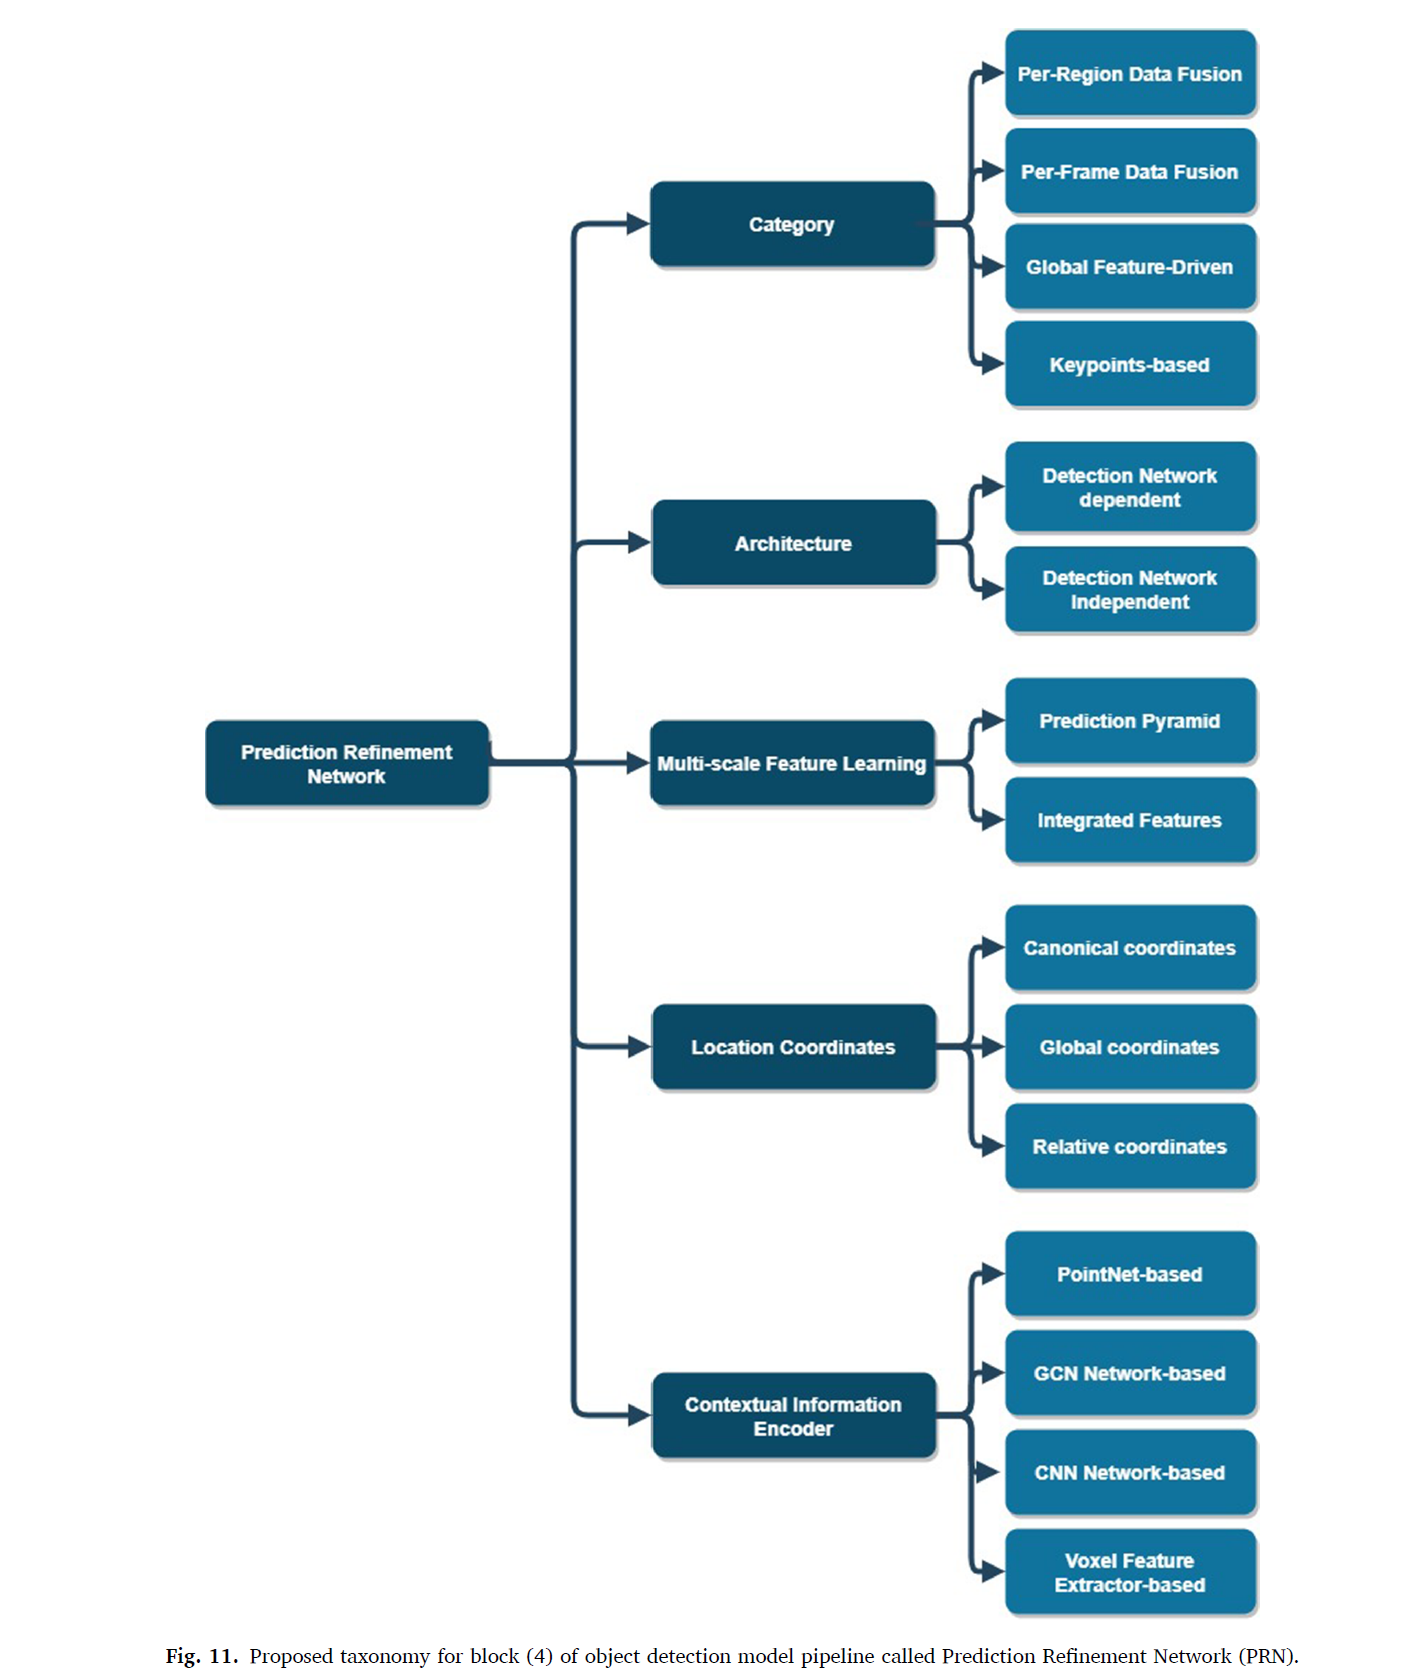 Per-Region Data Fusion
Per-Frame Data Fusion
Category
Global Feature-Driven
Keypoints-based
Detection Network
dependent
Architecture
Detection Network
Independent
Prediction Refinement
Network
Prediction Pyramid
Multi-scale Feature Learning
Integrated Features
Canonical coordinates
Location Coordinates
Global coordinates
Relative coordinates
PointNet-based
GCN Network-based
Contextual Information
Encoder
CNN Network-based
Voxel Feature
Extractor-based
Fig. 11. Proposed taxonomy for block (4) of object detection model pipeline called Prediction Refinement Network (PRN).